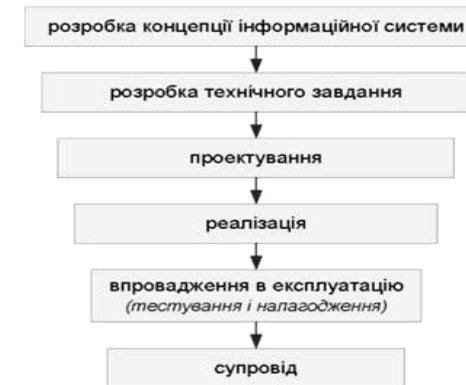 розробка концепції інформаційної системи
розробка технічного завдання
проектування
реалізація
впровадження в експлуатацію
(тестування і налагодження)
супровід